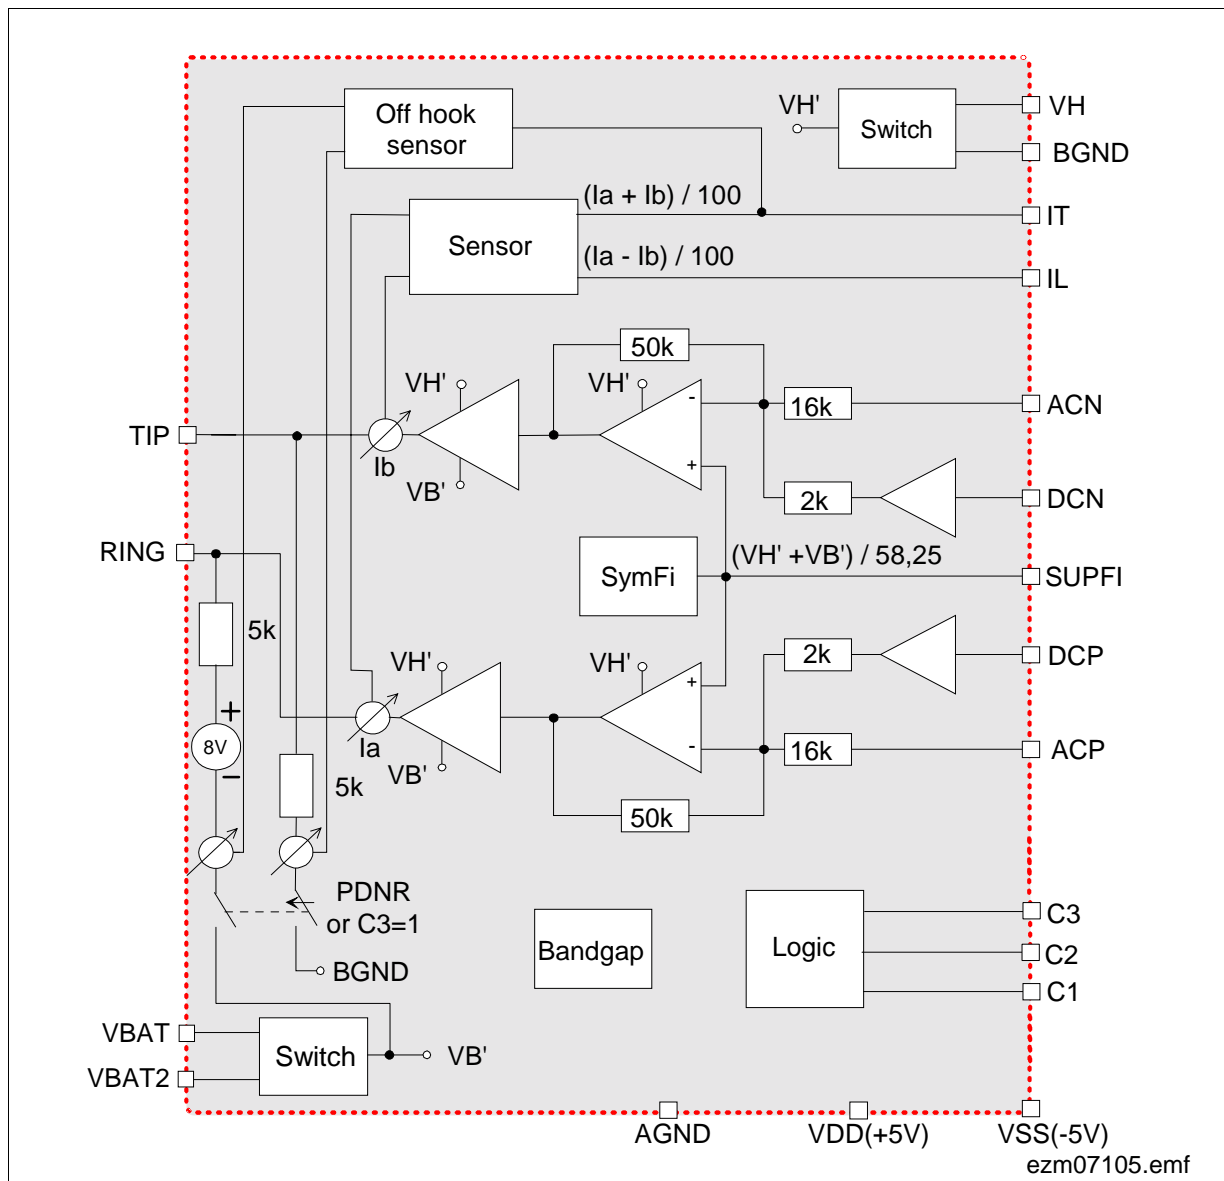 Off hook
sensor
VH'
Switch
VH
BGND
(Ia + Ib) / 100
IT
Sensor
(Ia - Ib) / 100
IL
50k
VH'
VH'
-
16k
ACN
TIP
Ib
+
VB'
2k
DCN
RING
(VH' +VB') / 58,25
SymFi
SUPFI
5k
2k
DCP
VH'
VH'
+
+
8V
-
Ia
-
16k
ACP
VB'
5k
50k
PDNR
or C3=1
BGND
Bandgap
Logic
C3
C2
C1
VBAT
Switch
VB'
VBAT2
AGND
VDD(+5V)
VSS(-5V)
ezm07105.emf